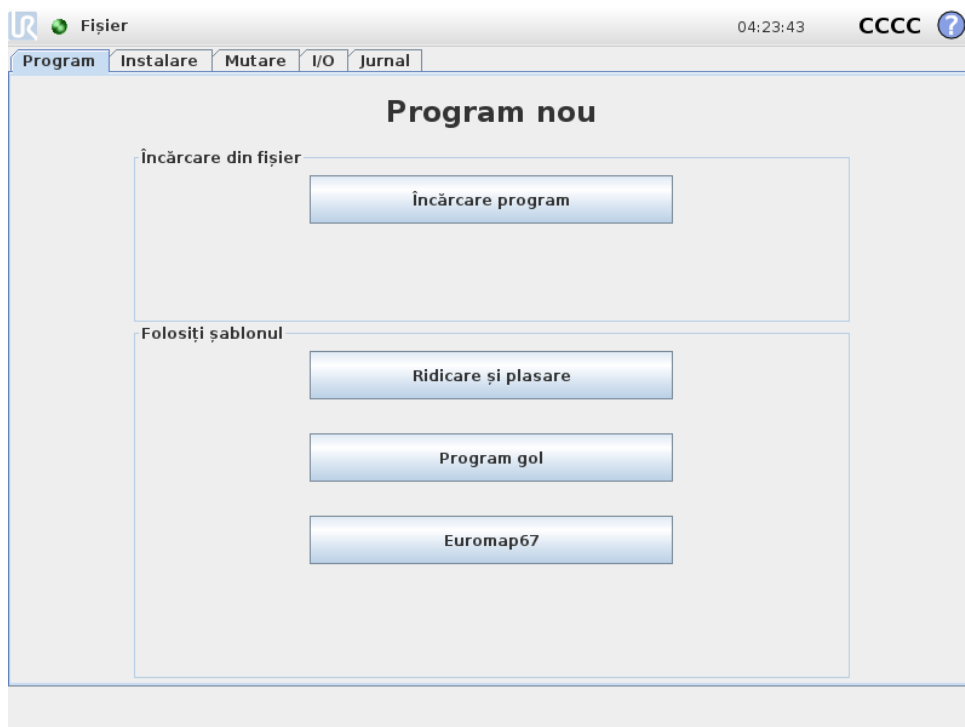 UR Fișier 04:23:43 CCCC ?
Program Instalare Mutare I/O Jurnal
Program nou
Încărcare din fișier
Încărcare program
Folosiți șablonul
Ridicare și plasare
Program gol
Euromap67